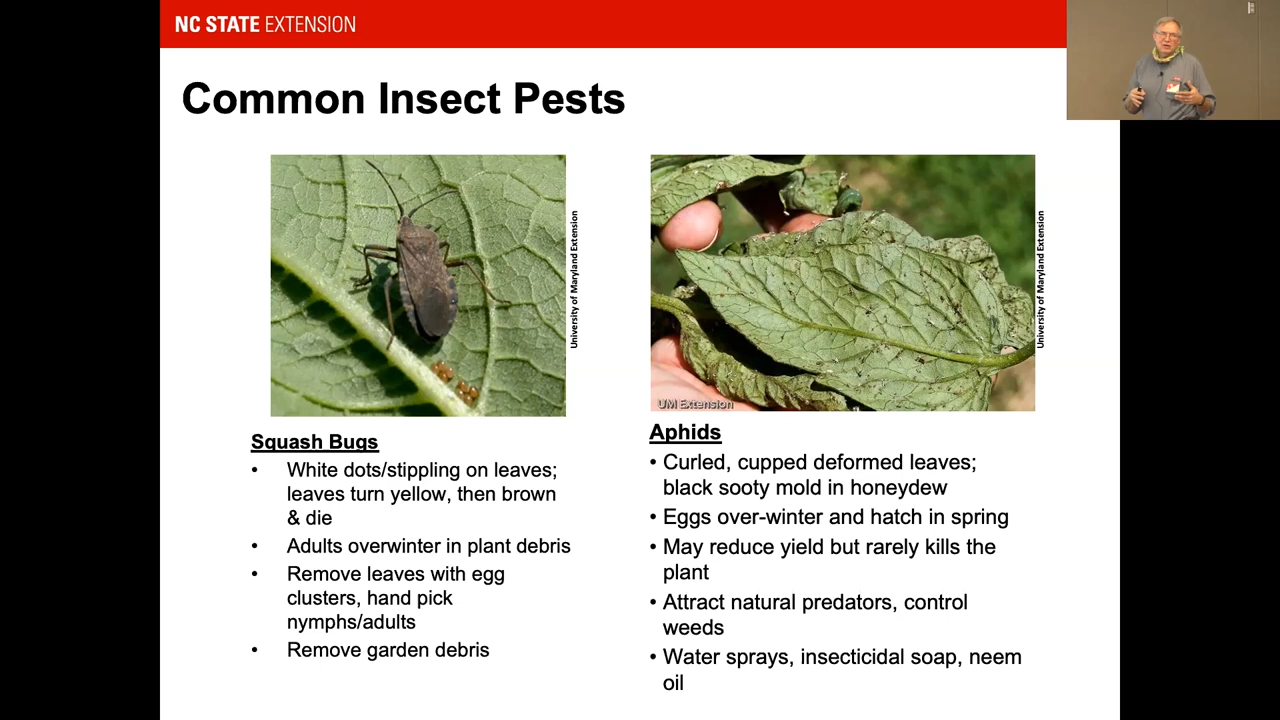 NC STATE EXTENSION
Common Insect Pests
University of Maryland Extension
Squash Bugs
• White dots/stippling on leaves;
leaves turn yellow, then brown
& die
• Adults overwinter in plant debris
• Remove leaves with egg
clusters, hand pick
nymphs/adults
• Remove garden debris
University of Maryland Extension
UM Extension
Aphids
• Curled, cupped deformed leaves;
black sooty mold in honeydew
• Eggs over-winter and hatch in spring
• May reduce yield but rarely kills the
plant
• Attract natural predators, control
weeds
• Water sprays, insecticidal soap, neem
oil